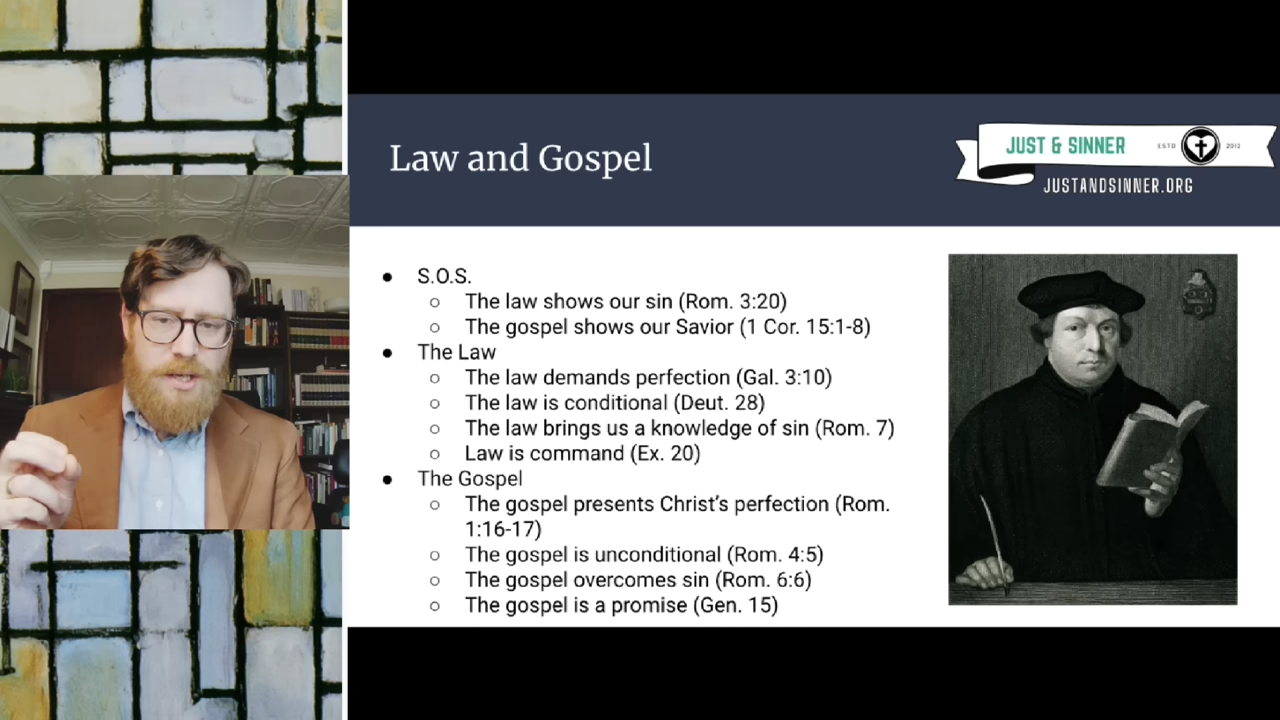 Law and Gospel
JUST & SINNER
ESTD
2012
JUSTANDSINNER.ORG
● S.O.S.
○ The law shows our sin (Rom. 3:20)
○ The gospel shows our Savior (1 Cor. 15:1-8)
● The Law
○ The law demands perfection (Gal. 3:10)
○ The law is conditional (Deut. 28)
○ The law brings us a knowledge of sin (Rom. 7)
○ Law is command (Ex. 20)
● The Gospel
○ The gospel presents Christ’s perfection (Rom.
1:16-17)
○ The gospel is unconditional (Rom. 4:5)
○ The gospel overcomes sin (Rom. 6:6)
○ The gospel is a promise (Gen. 15)